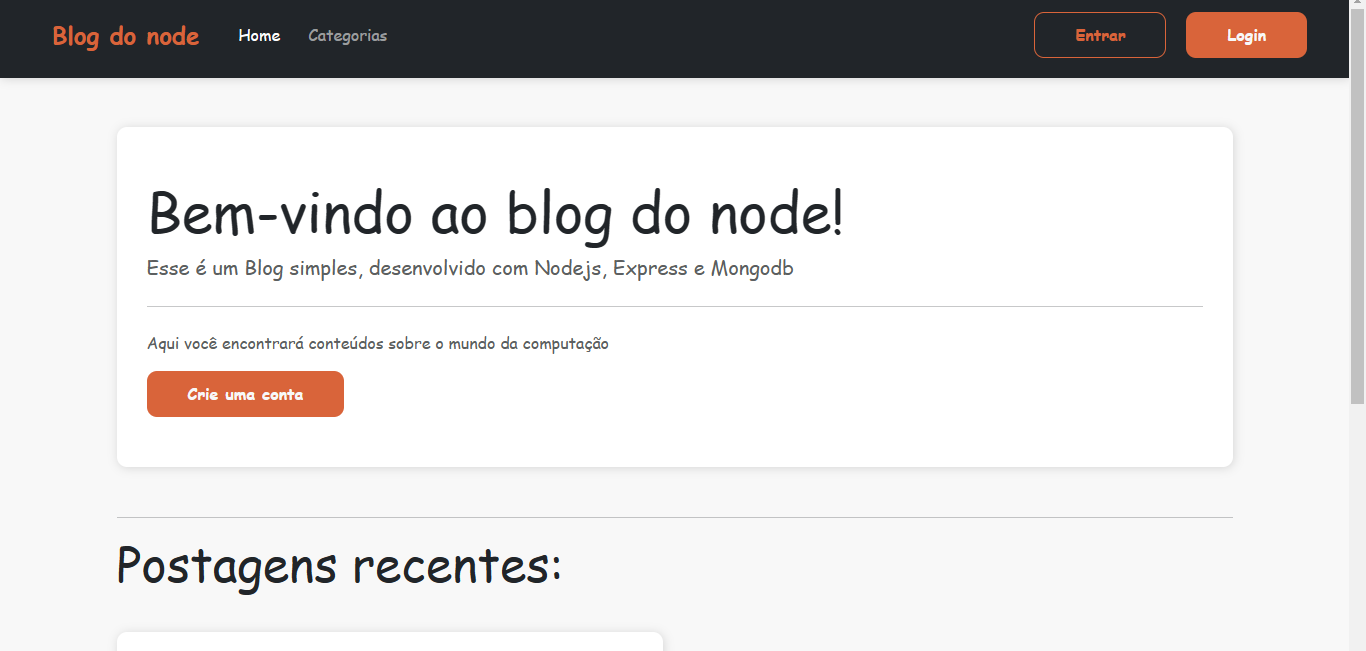 Blog do node Home Categorias Entrar Login
Bem-vindo ao blog do node!
Esse é um Blog simples, desenvolvido com Nodejs, Express e Mongodb
Aqui você encontrará conteúdos sobre o mundo da computação
Crie uma conta
Postagens recentes: